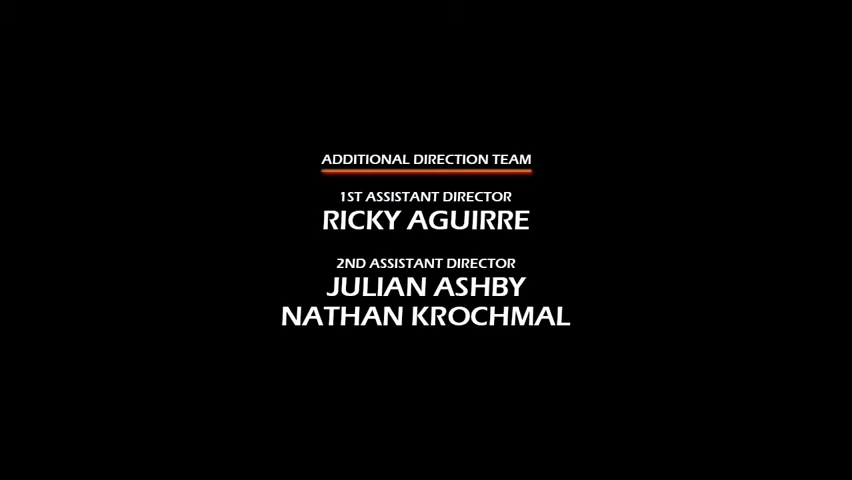 ADDITIONAL DIRECTION TEAM
1ST ASSISTANT DIRECTOR
RICKY AGUIRRE
2ND ASSISTANT DIRECTOR
JULIAN ASHBY
NATHAN KROCHMAL